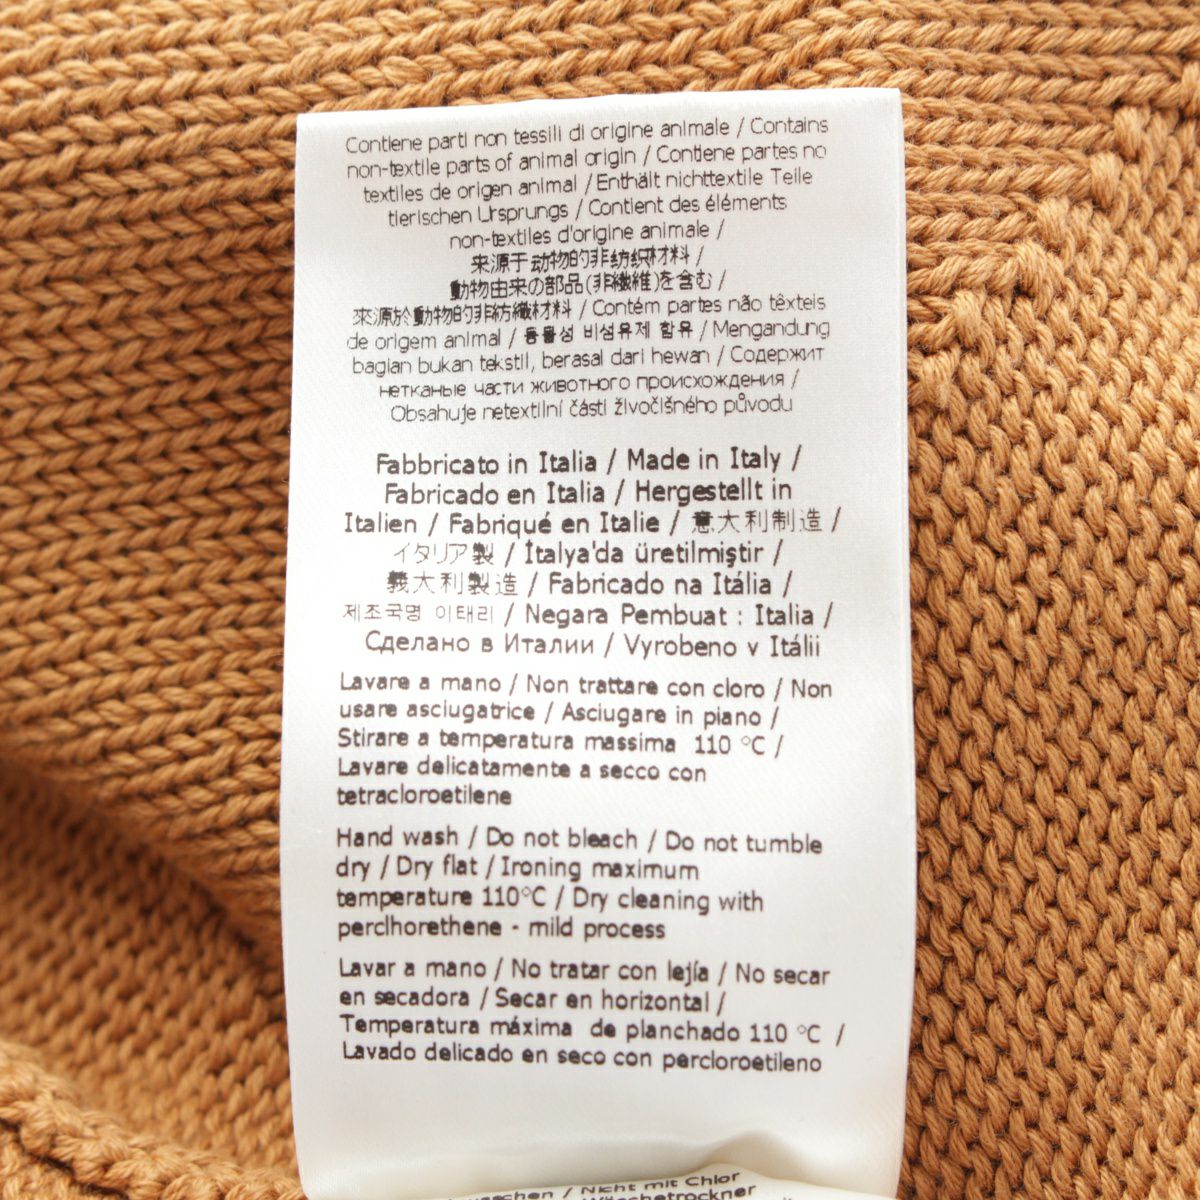 Contiene parti non tessili di origine animale / Contains
non-textile parts of animal origin / Contiene partes no
textiles de origen animal / Enthält nichttextile Teile
tierischen Ursprungs / Contient des éléments
non-textiles d'origine animale /
来源于动物的非纺织材料 /
動物由来の部品(非繊維)を含む /
來源於動物的非紡織材料 / Contém partes não têxteis
de origem animal / 동물성 비섬유제 함유 / Mengandung
bagian bukan tekstil, berasal dari hewan / Содержит
нетканые части животного происхождения /
Obsahuje netextilní části živočišného původu
Fabbricato in Italia / Made in Italy /
Fabricado en Italia / Hergestellt in
Italien / Fabriqué en Italie / 意大利制造 /
イタリア製 / İtalya'da üretilmiştir /
義大利製造 / Fabricado na Itália /
제조국명 이태리 / Negara Pembuat : Italia /
Сделано в Италии / Vyrobeno v Itálii
Lavare a mano / Non trattare con cloro / Non
usare asciugatrice / Asciugare in piano /
Stirare a temperatura massima 110 °C /
Lavare delicatamente a secco con
tetracloroetilene
Hand wash / Do not bleach / Do not tumble
dry / Dry flat / Ironing maximum
temperature 110°C / Dry cleaning with
perclhorethene - mild process
Lavar a mano / No tratar con lejía / No secar
en secadora / Secar en horizontal /
Temperatura máxima de planchado 110 °C /
Lavado delicado en seco con percloroetileno
/ Nicht mit Chlor